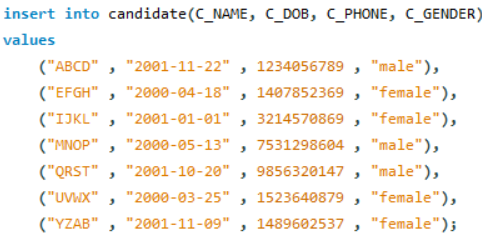 insert into candidate(C_NAME, C_DOB, C_PHONE, C_GENDER)
values
("ABCD" , "2001-11-22" , 1234056789 , "male"),
("EFGH" , "2000-04-18" , 1407852369 , "female"),
("IJKL" , "2001-01-01" , 3214570869 , "female"),
("MNOP" , "2000-05-13" , 7531298604 , "male"),
("QRST" , "2001-10-20" , 9856320147 , "male"),
("UVWX" , "2000-03-25" , 1523640879 , "female"),
("YZAB" , "2001-11-09" , 1489602537 , "female");